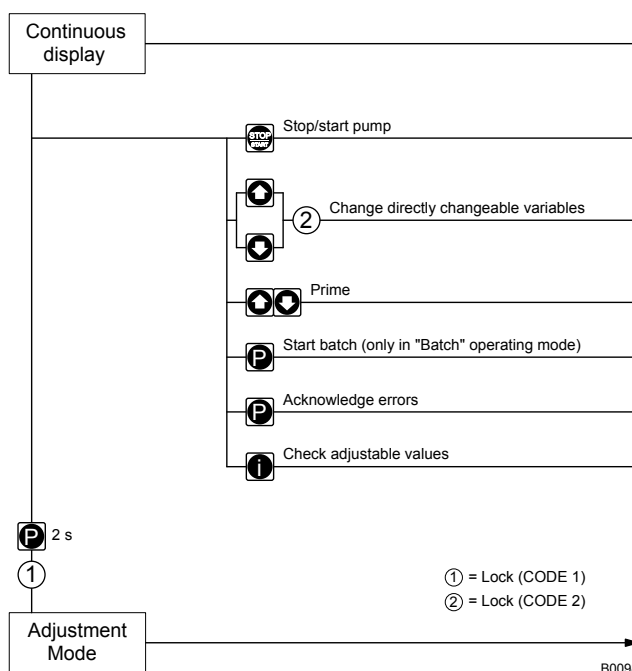 Continuous
display
STOP
START
Stop/start pump
2
Change directly changeable variables
Prime
P
Start batch (only in "Batch" operating mode)
P
Acknowledge errors
i
Check adjustable values
P 2 s
1
1 = Lock (CODE 1)
2 = Lock (CODE 2)
Adjustment
Mode
B009